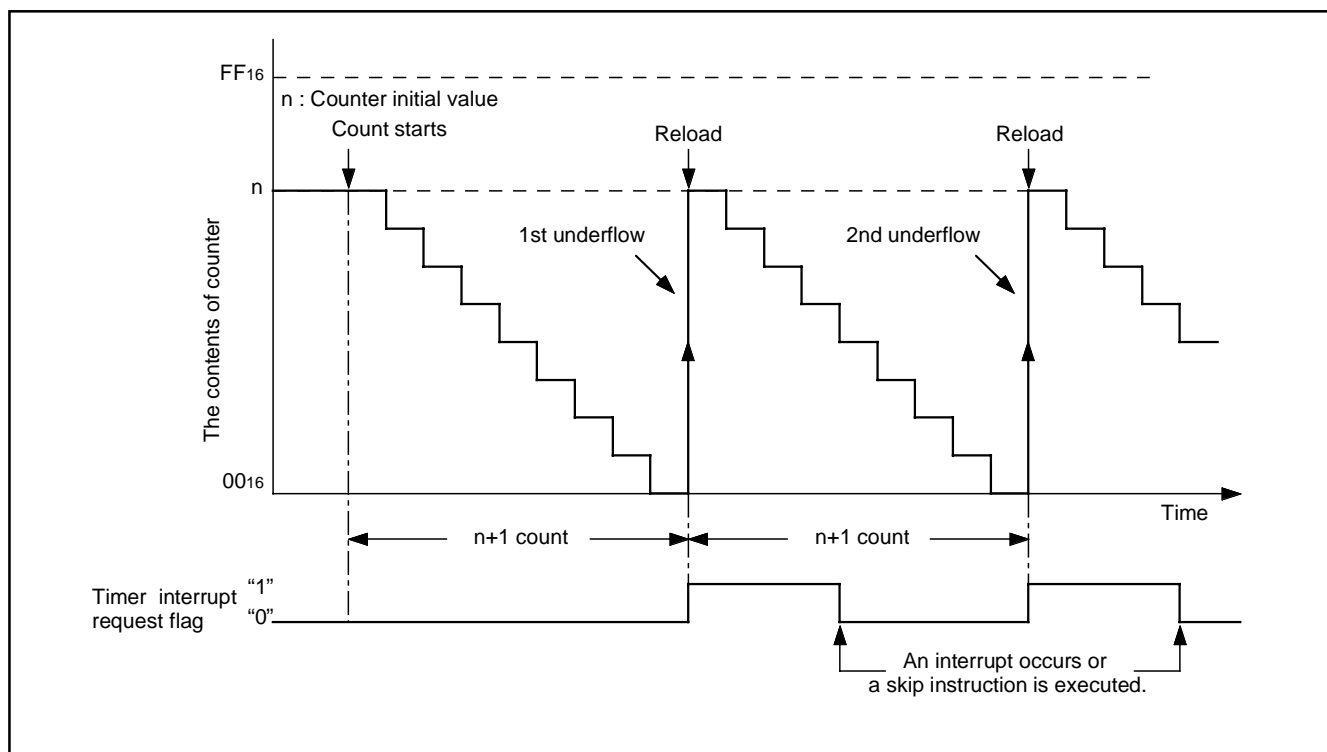 FF16
n : Counter initial value
Count starts
Reload
Reload
n
1st underflow
2nd underflow
The contents of counter
0016
Time
n+1 count
n+1 count
Timer interrupt
request flag
“1”
“0”
An interrupt occurs or
a skip instruction is executed.